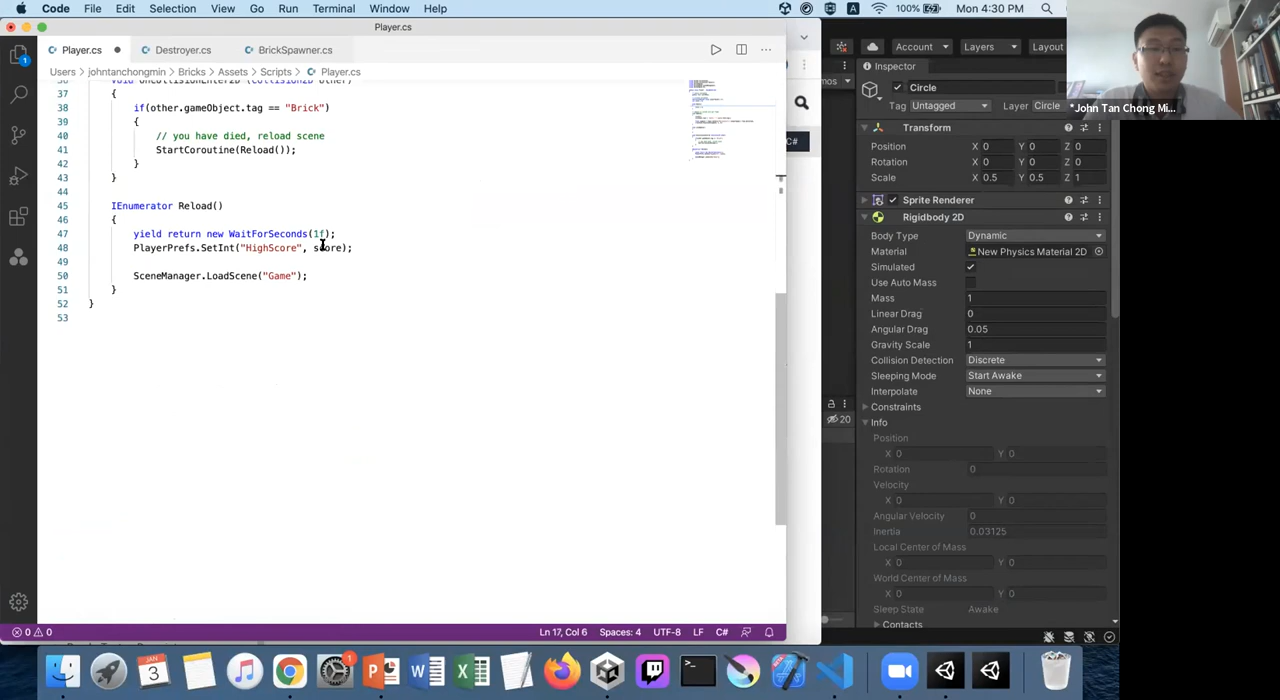 Code File Edit Selection View Go Run Terminal Window Help
100% Mon 4:30 PM
Player.cs
Player.cs Destroyer.cs BrickSpawner.cs
Users > johntanchongmin > Bricks > Assets > Scripts > Player.cs
37 {
38 if(other.gameObject.tag == "Brick")
39 {
40 // you have died, reload scene
41 StartCoroutine(Reload());
42 }
43 }
44
45 IEnumerator Reload()
46 {
47 yield return new WaitForSeconds(1f);
48 PlayerPrefs.SetInt("HighScore", score);
49
50 SceneManager.LoadScene("Game");
51 }
52 }
53
0 0
Ln 17, Col 6 Spaces: 4 UTF-8 LF C#
C#
mos
20
Account Layers Layout
Inspector
Circle
Tag Untagged Layer Circle
*John Tan Chong Mi...
Transform
Position X 0 Y 0 Z 0
Rotation X 0 Y 0 Z 0
Scale X 0.5 Y 0.5 Z 1
Sprite Renderer
Rigidbody 2D
Body Type Dynamic
Material New Physics Material 2D
Simulated
Use Auto Mass
Mass 1
Linear Drag 0
Angular Drag 0.05
Gravity Scale 1
Collision Detection Discrete
Sleeping Mode Start Awake
Interpolate None
Constraints
Info
Position
X 0 Y 0
Rotation 0
Velocity
X 0 Y 0
Angular Velocity 0
Inertia 0.03125
Local Center of Mass
X 0 Y 0
World Center of Mass
X 0 Y 0
Sleep State Awake
Contacts
JAN
3